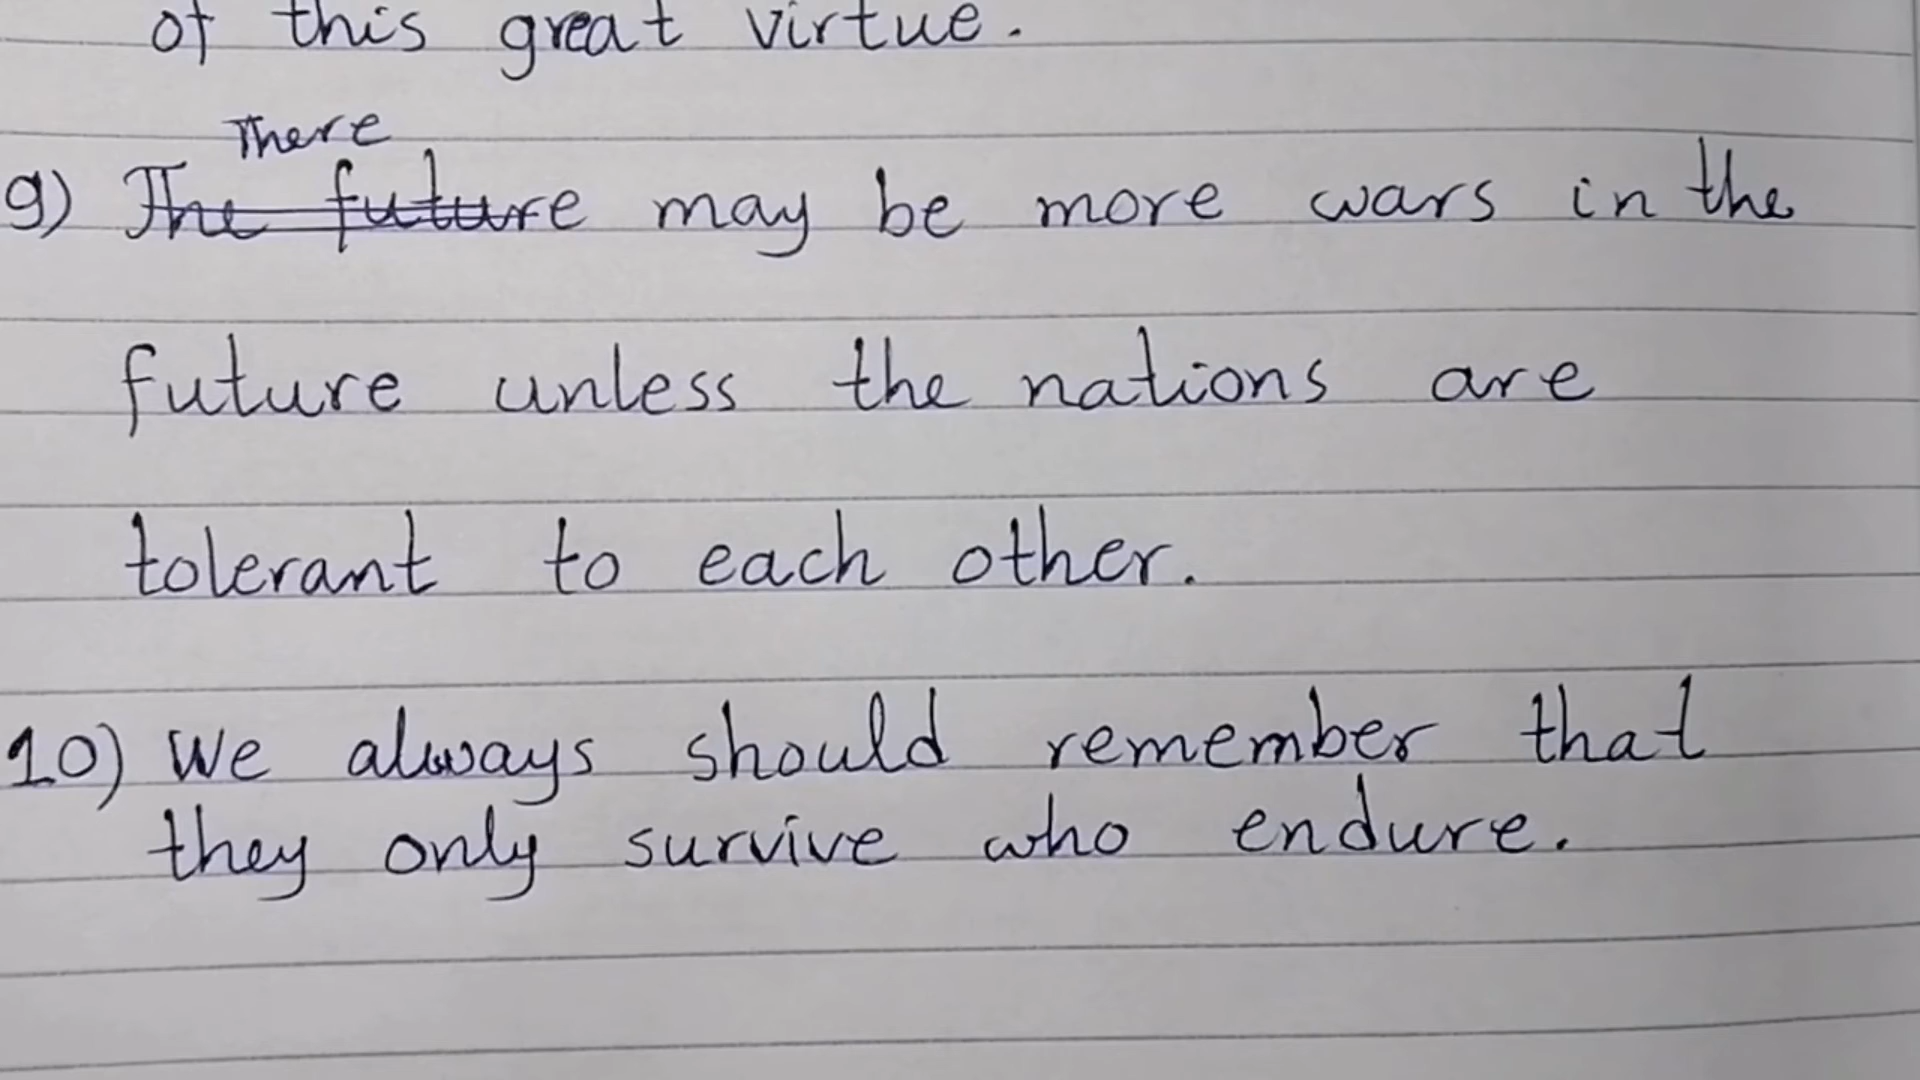 of this great virtue.
There
9) The future may be more wars in the
future unless the nations are
tolerant to each other.
10) We always should remember that
they only survive who endure.